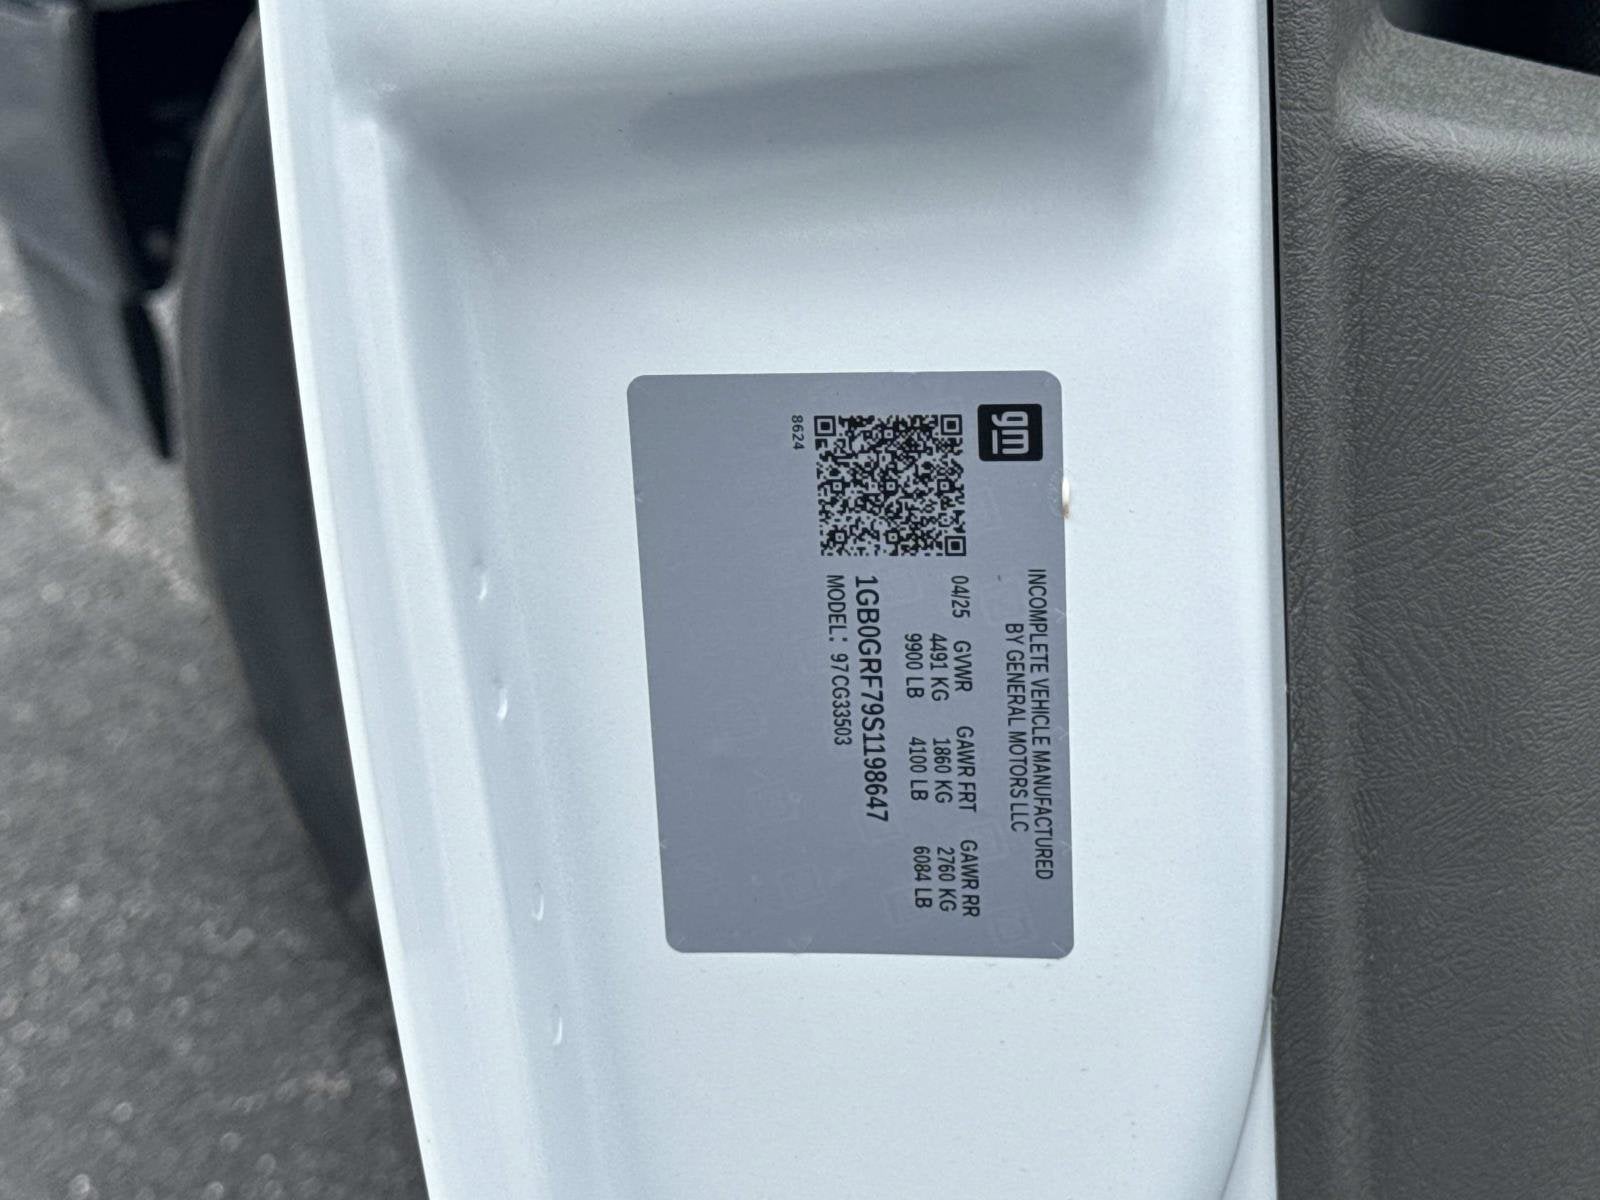 gm
INCOMPLETE VEHICLE MANUFACTURED
BY GENERAL MOTORS LLC
04/25 GVWR GAWR FRT GAWR RR
4491 KG 1860 KG 2760 KG
9900 LB 4100 LB 6084 LB
1GB0GRF79S1198647
MODEL: 97CG33503
8624